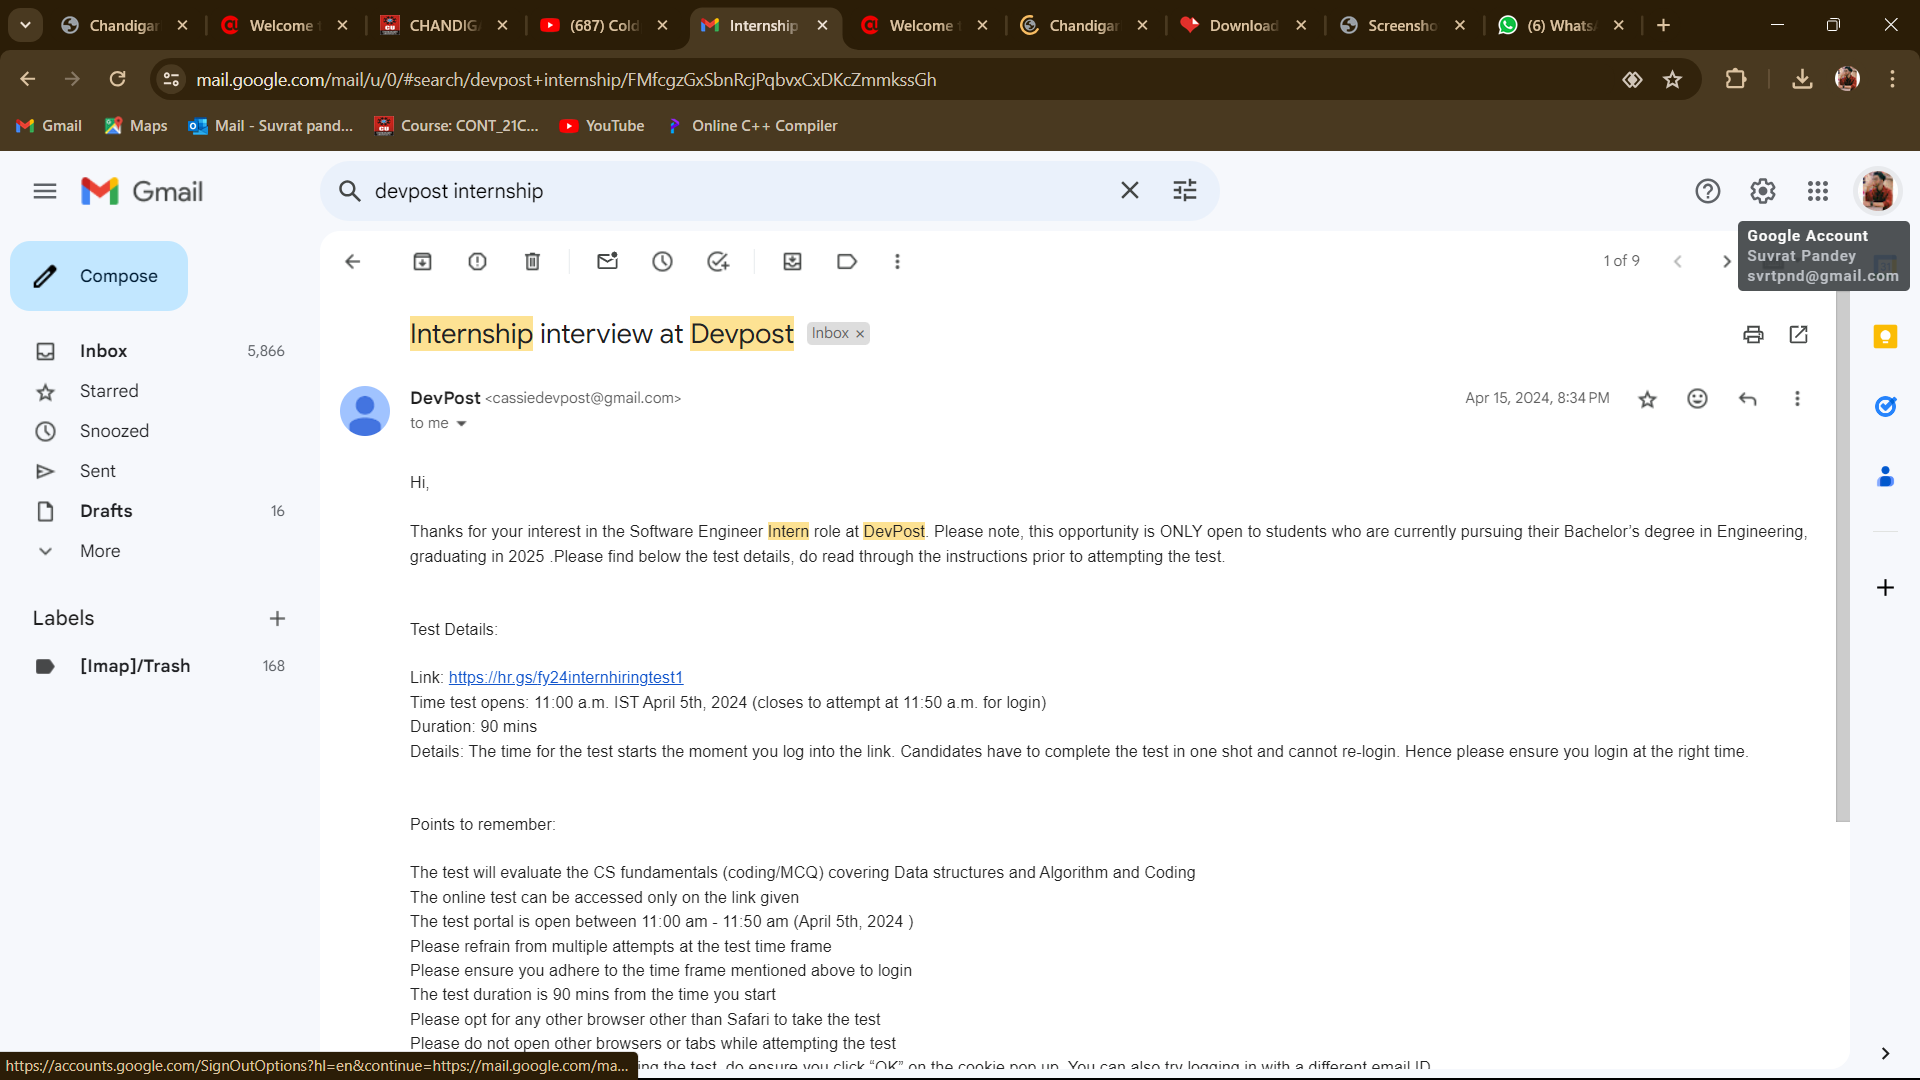 Chandigar
Welcome t
CHANDIGA
(687) Cold
Internship
Welcome t
Chandigar
Download
Screensho
(6) Whats
mail.google.com/mail/u/0/#search/devpost+internship/FMfcgzGxSbnRcjPqbvxCxDKcZmmkssGh
Gmail
Maps
Mail - Suvrat pand...
Course: CONT_21C...
YouTube
Online C++ Compiler
Gmail
devpost internship
Compose
1 of 9
Google Account
Suvrat Pandey
svrtpnd@gmail.com
Inbox 5,866
Starred
Snoozed
Sent
Drafts 16
More
Labels
[Imap]/Trash 168
Internship interview at Devpost Inbox ×
DevPost <cassiedevpost@gmail.com> Apr 15, 2024, 8:34 PM
to me
Hi,
Thanks for your interest in the Software Engineer Intern role at DevPost. Please note, this opportunity is ONLY open to students who are currently pursuing their Bachelor’s degree in Engineering,
graduating in 2025 .Please find below the test details, do read through the instructions prior to attempting the test.
Test Details:
Link: https://hr.gs/fy24internhiringtest1
Time test opens: 11:00 a.m. IST April 5th, 2024 (closes to attempt at 11:50 a.m. for login)
Duration: 90 mins
Details: The time for the test starts the moment you log into the link. Candidates have to complete the test in one shot and cannot re-login. Hence please ensure you login at the right time.
Points to remember:
The test will evaluate the CS fundamentals (coding/MCQ) covering Data structures and Algorithm and Coding
The online test can be accessed only on the link given
The test portal is open between 11:00 am - 11:50 am (April 5th, 2024 )
Please refrain from multiple attempts at the test time frame
Please ensure you adhere to the time frame mentioned above to login
The test duration is 90 mins from the time you start
Please opt for any other browser other than Safari to take the test
Please do not open other browsers or tabs while attempting the test
ing the test, do ensure you click “OK” on the cookie pop up. You can also try logging in with a different email ID
https://accounts.google.com/SignOutOptions?hl=en&continue=https://mail.google.com/ma...